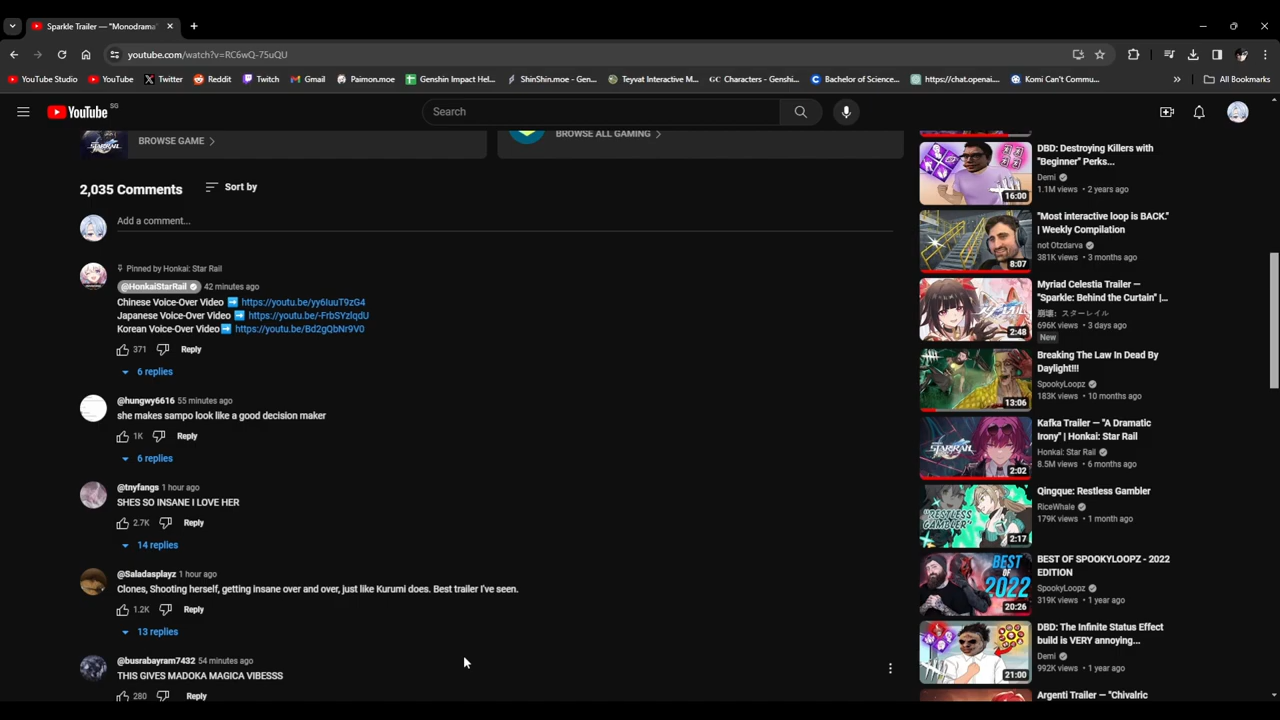 Sparkle Trailer — "Monodrama"
youtube.com/watch?v=RC6wQ-75uQU
YouTube Studio
YouTube
Twitter
Reddit
Twitch
Gmail
Paimon.moe
Genshin Impact Hel...
ShinShin.moe - Gen...
Teyvat Interactive M...
GC Characters - Genshi...
Bachelor of Science...
https://chat.openai....
Komi Can't Commu...
All Bookmarks
YouTube SG
Search
BROWSE GAME
BROWSE ALL GAMING
2,035 Comments
Sort by
Add a comment...
Pinned by Honkai: Star Rail
@HonkaiStarRail 42 minutes ago
Chinese Voice-Over Video ➡ https://youtu.be/yy6IuuT9zG4
Japanese Voice-Over Video ➡ https://youtu.be/-FrbSYzlqdU
Korean Voice-Over Video➡ https://youtu.be/Bd2gQbNr9V0
371 Reply
6 replies
@hungwy6616 55 minutes ago
she makes sampo look like a good decision maker
1K Reply
6 replies
@tnyfangs 1 hour ago
SHES SO INSANE I LOVE HER
2.7K Reply
14 replies
@Saladasplayz 1 hour ago
Clones, Shooting herself, getting insane over and over, just like Kurumi does. Best trailer I've seen.
1.2K Reply
13 replies
@busrabayram7432 54 minutes ago
THIS GIVES MADOKA MAGICA VIBESSS
280 Reply
DBD: Destroying Killers with
"Beginner" Perks...
Demi
1.1M views • 2 years ago
16:00
"Most interactive loop is BACK."
| Weekly Compilation
not Otzdarva
381K views • 3 months ago
8:07
Myriad Celestia Trailer —
"Sparkle: Behind the Curtain" |...
崩壊：スターレイル
696K views • 3 days ago
New
2:48
Breaking The Law In Dead By
Daylight!!!
SpookyLoopz
183K views • 10 months ago
13:06
Kafka Trailer — "A Dramatic
Irony" | Honkai: Star Rail
Honkai: Star Rail
8.5M views • 6 months ago
STARRAIL
2:02
Qingque: Restless Gambler
RiceWhale
179K views • 1 month ago
"RESTLESS
GAMBLER"
2:17
BEST OF SPOOKYLOOPZ - 2022
EDITION
SpookyLoopz
319K views • 1 year ago
BEST
OF
2022
20:26
DBD: The Infinite Status Effect
build is VERY annoying...
Demi
992K views • 1 year ago
21:00
Argenti Trailer — "Chivalric